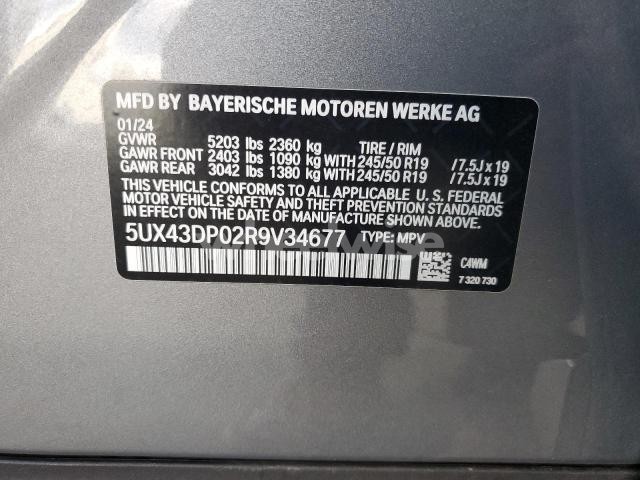 MFD BY BAYERISCHE MOTOREN WERKE AG
01/24
GVWR 5203 lbs 2360 kg TIRE / RIM
GAWR FRONT 2403 lbs 1090 kg WITH 245/50 R19 /7.5J x 19
GAWR REAR 3042 lbs 1380 kg WITH 245/50 R19 /7.5J x 19
THIS VEHICLE CONFORMS TO ALL APPLICABLE U. S. FEDERAL
MOTOR VEHICLE SAFETY, BUMPER, AND THEFT PREVENTION
STANDARDS IN EFFECT ON THE DATE OF MANUFACTURE SHOWN ABOVE.
5UX43DP02R9V34677 TYPE: MPV
C4WM
7 320 730